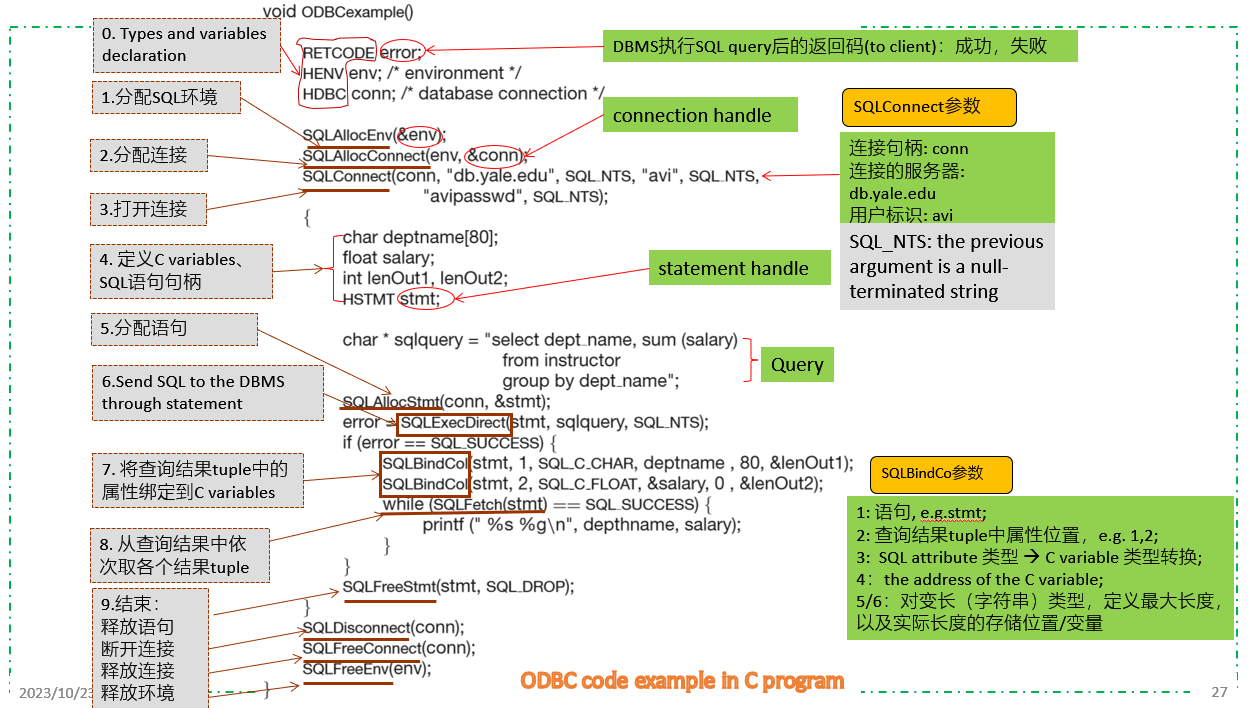 void ODBCexample()
0. Types and variables
declaration
RETCODE error;
HENV env; /* environment */
HDBC conn; /* database connection */
DBMS执行SQL query后的返回码(to client)：成功，失败
1.分配SQL环境
connection handle
SQLConnect参数
SQLAllocEnv(&env);
2.分配连接
SQLAllocConnect(env, &conn);
SQLConnect(conn, "db.yale.edu", SQL_NTS, "avi", SQL_NTS,
"avipasswd", SQL_NTS);
3.打开连接
{
连接句柄: conn
连接的服务器:
db.yale.edu
用户标识: avi
SQL_NTS: the previous
argument is a null-
terminated string
4. 定义C variables、
SQL语句句柄
char deptname[80];
float salary;
int lenOut1, lenOut2;
HSTMT stmt;
statement handle
5.分配语句
char * sqlquery = "select dept_name, sum (salary)
from instructor
group by dept_name";
Query
6.Send SQL to the DBMS
through statement
SQLAllocStmt(conn, &stmt);
error = SQLExecDirect(stmt, sqlquery, SQL_NTS);
if (error == SQL_SUCCESS) {
7. 将查询结果tuple中的
属性绑定到C variables
SQLBindCol(stmt, 1, SQL_C_CHAR, deptname , 80, &lenOut1);
SQLBindCol(stmt, 2, SQL_C_FLOAT, &salary, 0 , &lenOut2);
while (SQLFetch(stmt) == SQL_SUCCESS) {
printf (" %s %g\n", depthname, salary);
}
}
SQLBindCo参数
1: 语句, e.g.stmt;
2: 查询结果tuple中属性位置，e.g. 1,2;
3: SQL attribute 类型 → C variable 类型转换;
4：the address of the C variable;
5/6：对变长（字符串）类型，定义最大长度，
以及实际长度的存储位置/变量
8. 从查询结果中依
次取各个结果tuple
SQLFreeStmt(stmt, SQL_DROP);
}
9.结束：
释放语句
断开连接
释放连接
释放环境
SQLDisconnect(conn);
SQLFreeConnect(conn);
SQLFreeEnv(env);
}
ODBC code example in C program
2023/10/23
27